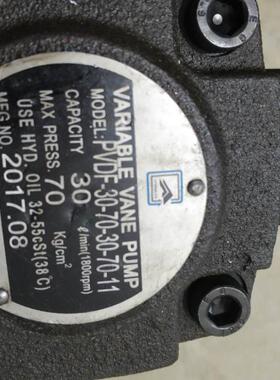 VARIABLE VANE PUMP
MODEL: PVDF-30-70-30-70-11
CAPACITY 30 ℓ/min(1800rpm)
MAX PRESS. 70 Kg/cm²
USE HYD. OIL 32-55cSt(38℃)
MFG NO. 2017.08